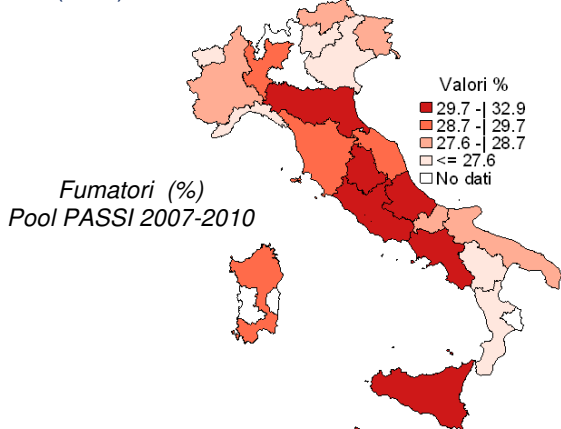 Valori %
29.7 -| 32.9
28.7 -| 29.7
27.6 -| 28.7
<= 27.6
No dati
Fumatori (%)
Pool PASSI 2007-2010